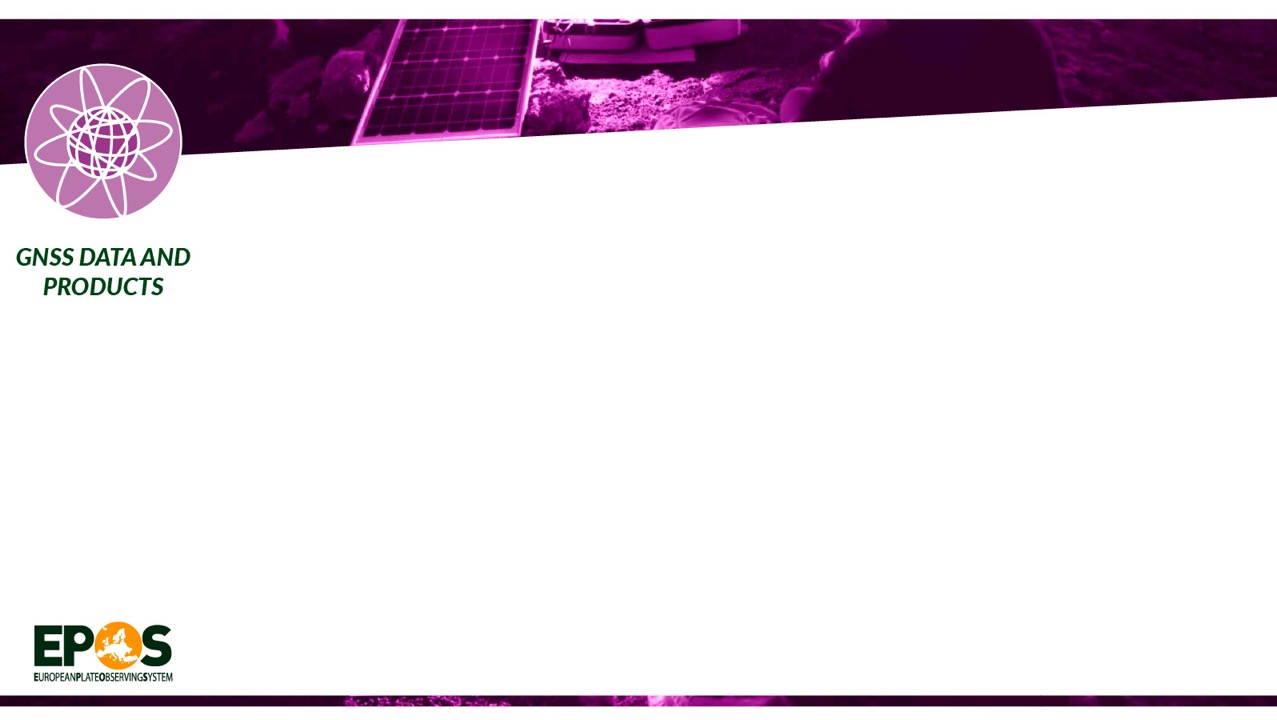 GNSS DATA AND
PRODUCTS
EPOS
EUROPEANPLATEOBSERVINGSYSTEM